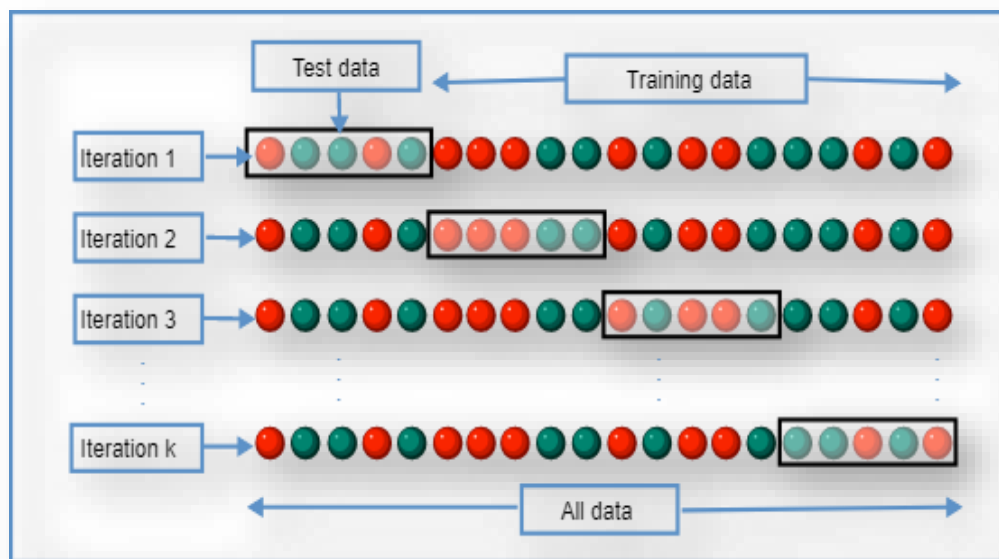 Test data
Training data
Iteration 1
Iteration 2
Iteration 3
Iteration k
All data